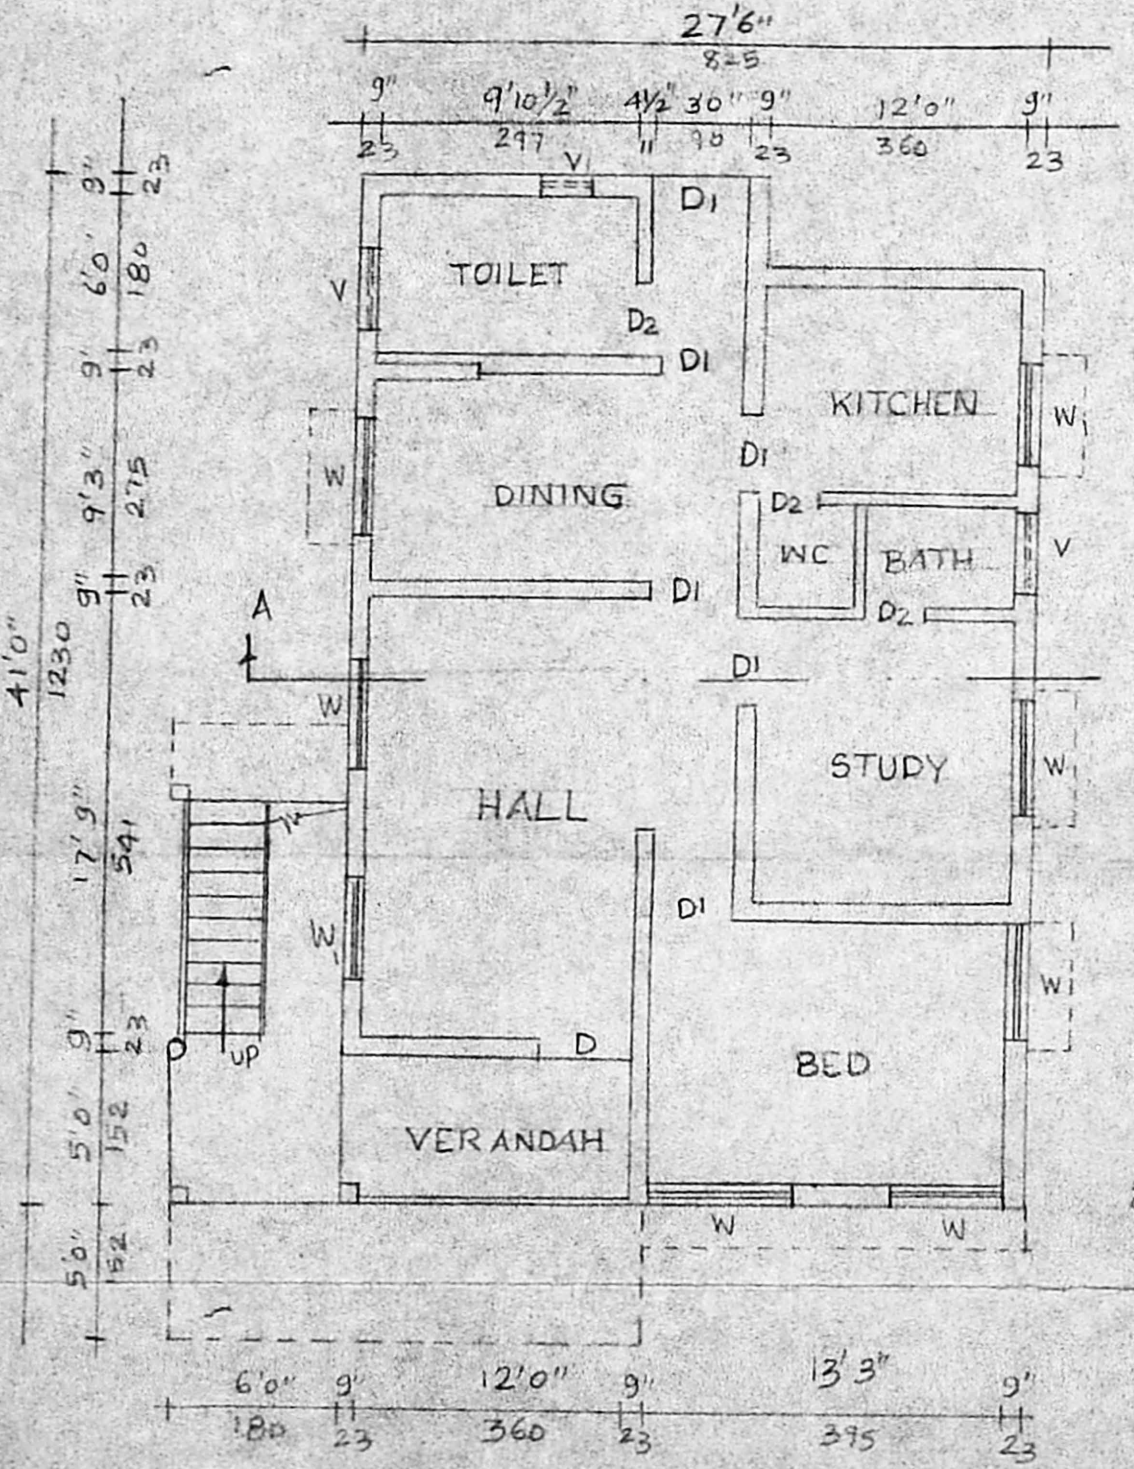 27'6"
825
9" 9'10½" 4½" 3'0" 9" 12'0" 9"
23 297 11 90 23 360 23
V1
D1
9" 23
6'0" 180
V
TOILET
D2
D1
9' 23
KITCHEN
W1
D1
W
DINING
9'3" 275
D2
WC
BATH
V
9" 23
D1
D2
A
41'0" 1230
D1
W
STUDY
W
HALL
17'9" 541
D1
W
W
9" 23
UP
D
BED
5'0' 152
VERANDAH
W W
5'0" 152
6'0" 9' 12'0" 9" 13'3" 9"
180 23 360 23 395 23